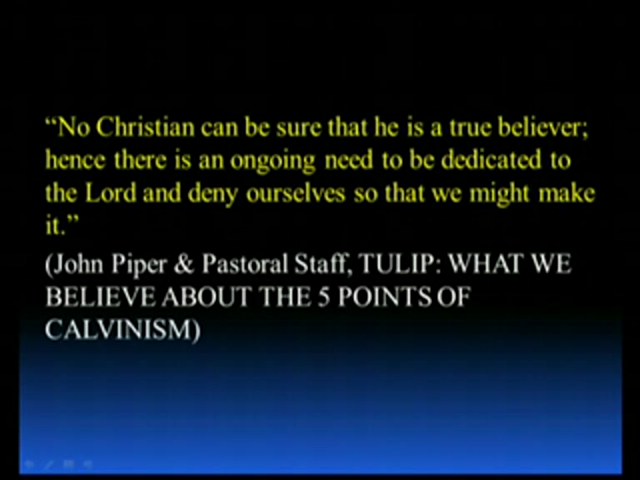 “No Christian can be sure that he is a true believer;
hence there is an ongoing need to be dedicated to
the Lord and deny ourselves so that we might make
it.”
(John Piper & Pastoral Staff, TULIP: WHAT WE
BELIEVE ABOUT THE 5 POINTS OF
CALVINISM)